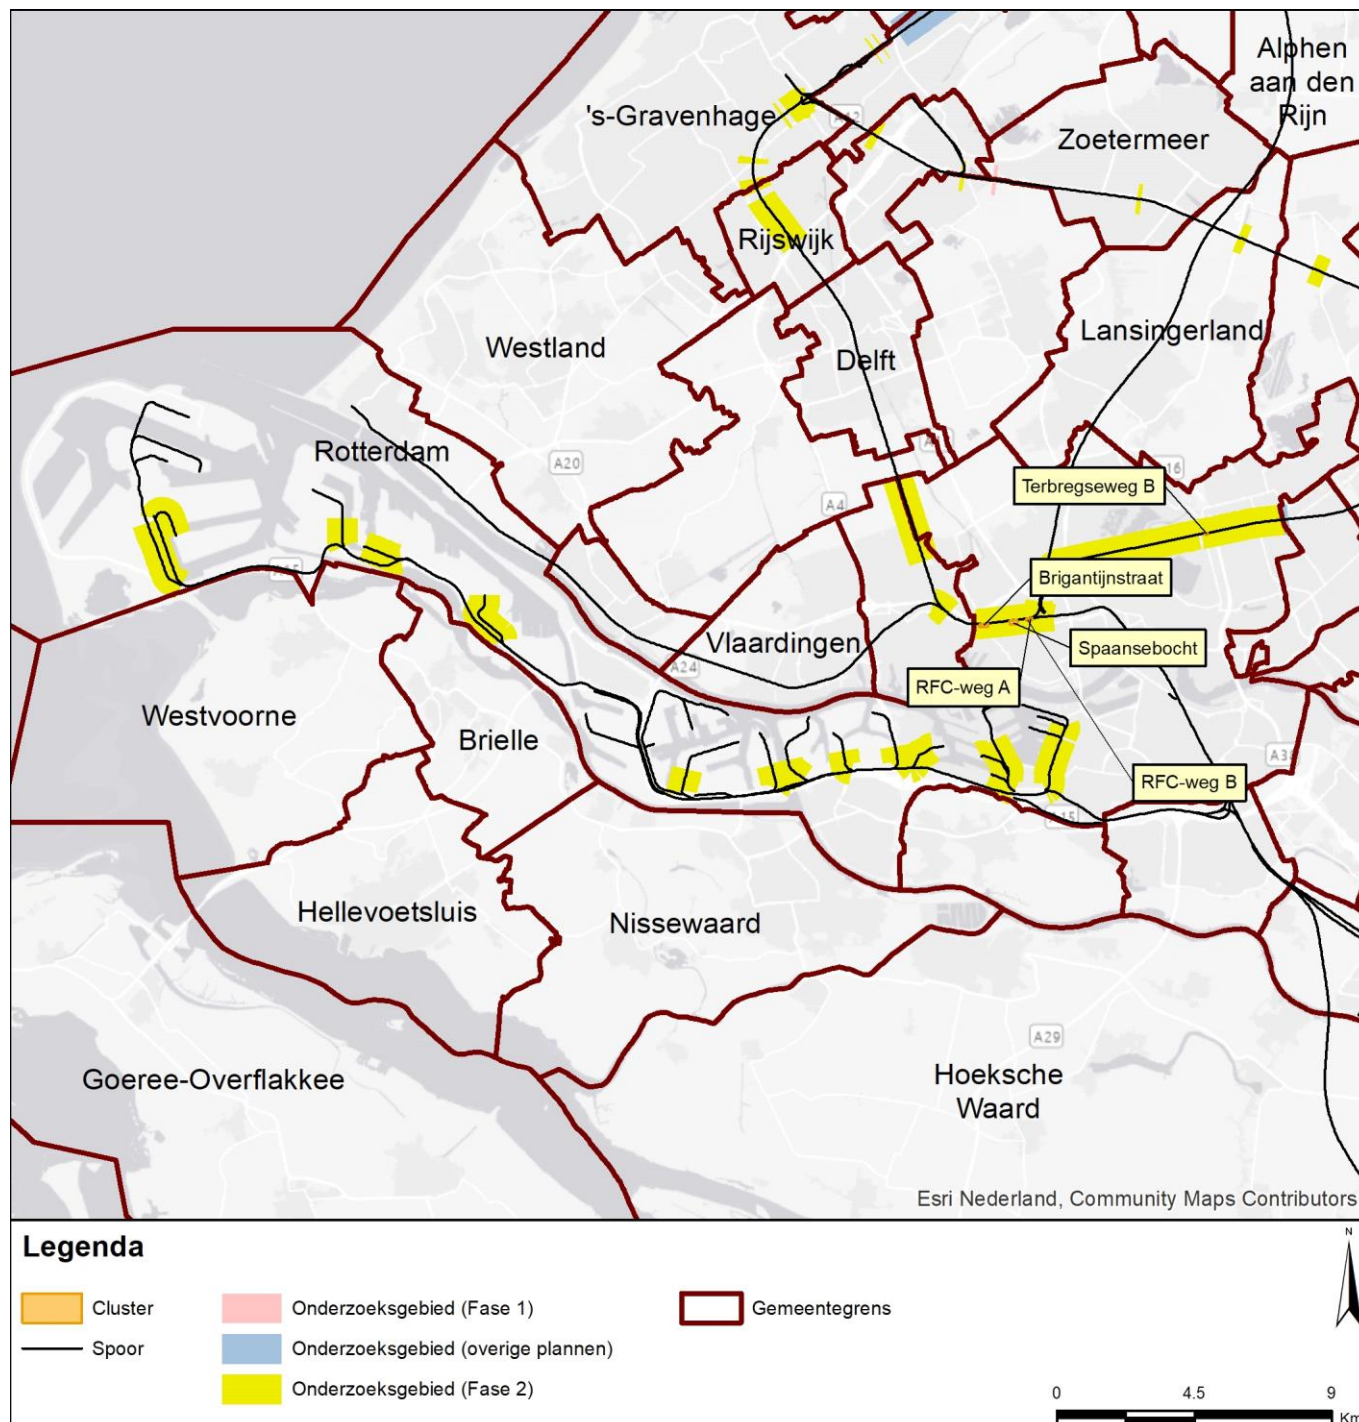 Alphen
aan den
Rijn
's-Gravenhage
A12
Zoetermeer
Rijswijk
Lansingerland
Westland
Delft
Rotterdam
A20
A4
Terbregseweg B
Brigantijnstraat
Vlaardingen
Spaansebocht
A24
RFC-weg A
Westvoorne
Brielle
RFC-weg B
Hellevoetsluis
Nissewaard
A29
Goeree-Overflakkee
Hoeksche
Waard
Esri Nederland, Community Maps Contributors
Legenda
N
Cluster
Onderzoeksgebied (Fase 1)
Gemeentegrens
Spoor
Onderzoeksgebied (overige plannen)
Onderzoeksgebied (Fase 2)
0 4.5 9
Km